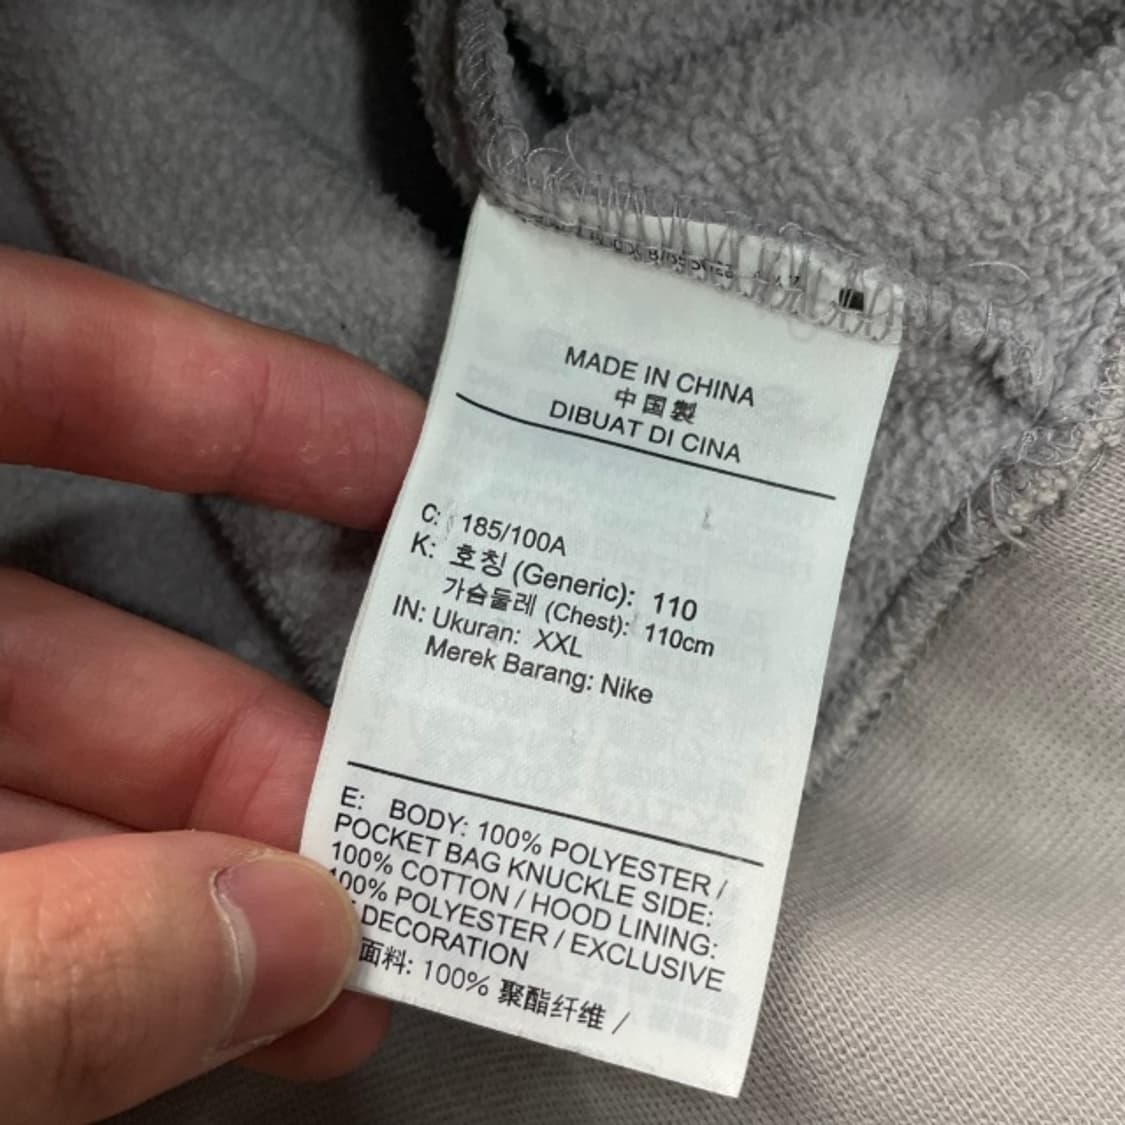 MADE IN CHINA
中国製
DIBUAT DI CINA
C: 185/100A
K: 호칭 (Generic): 110
가슴둘레 (Chest): 110cm
IN: Ukuran: XXL
Merek Barang: Nike
E: BODY: 100% POLYESTER /
POCKET BAG KNUCKLE SIDE:
100% COTTON / HOOD LINING:
100% POLYESTER / EXCLUSIVE
DECORATION
面料: 100% 聚酯纤维 /